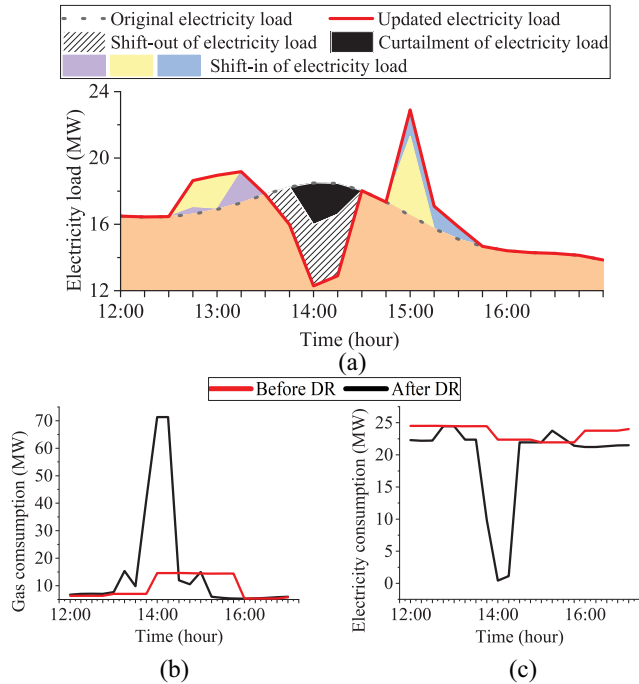 Original electricity load
Updated electricity load
Shift-out of electricity load
Curtailment of electricity load
Shift-in of electricity load
Electricity load (MW)
24
20
16
12
12:00 13:00 14:00 15:00 16:00
Time (hour)
(a)
Before DR After DR
Gas comsumption (MW)
70
60
50
40
30
20
10
12:00 14:00 16:00
Time (hour)
(b)
Electricity consumption (MW)
25
20
15
10
5
0
12:00 14:00 16:00
Time (hour)
(c)